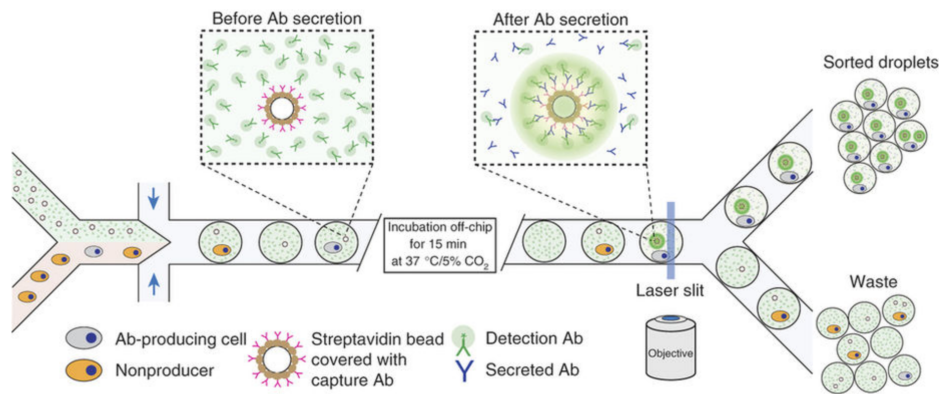 Before Ab secretion
After Ab secretion
Sorted droplets
Incubation off-chip
for 15 min
at 37 °C/5% CO2
Laser slit
Waste
Ab-producing cell
Nonproducer
Streptavidin bead
covered with
capture Ab
Detection Ab
Secreted Ab
Objective